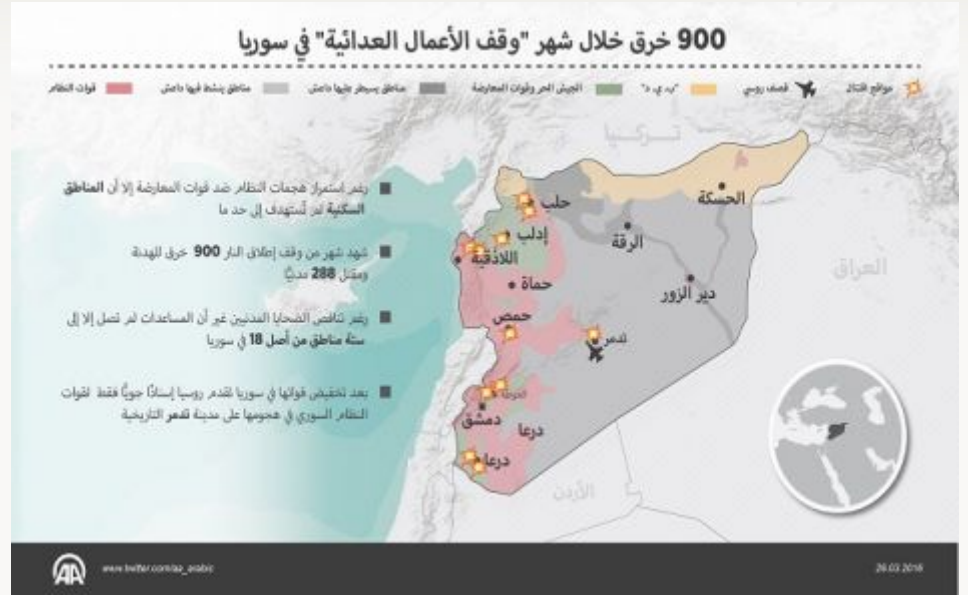 900 خرق خلال شهر "وقف الأعمال العدائية" في سوريا
مواقع اقتتال
قصف روسي
"ب. ي. د"
الجيش الحر وقوات المعارضة
مناطق يسيطر عليها داعش
مناطق ينشط فيها داعش
قوات النظام
رغم استمرار هجمات النظام ضد قوات المعارضة إلا أن المناطق
السكنية لم تُستهدف إلى حد ما
شهد شهر من وقف إطلاق النار 900 خرق للهدنة
ومقتل 288 مدنيًا
رغم تناقص الضحايا المدنيين غير أن المساعدات لم تصل إلا إلى
ستة مناطق من أصل 18 في سوريا
بعد تخفيض قواتها في سوريا تقدم روسيا إسنادًا جويًا فقط لقوات
النظام السوري في هجومها على مدينة تدمر التاريخية
تركيا
الحسكة
حلب
الرقة
إدلب
اللاذقية
العراق
حماة
دير الزور
حمص
تدمر
دمشق
درعا
درعا
الأردن
AA
www.twitter.com/aa_arabic
26.03.2016